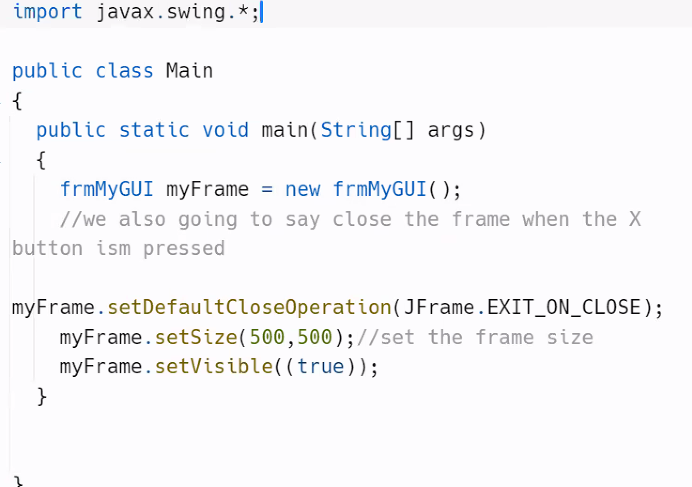 import javax.swing.*;
public class Main
{
public static void main(String[] args)
{
frmMyGUI myFrame = new frmMyGUI();
//we also going to say close the frame when the X
button ism pressed
myFrame.setDefaultCloseOperation(JFrame.EXIT_ON_CLOSE);
myFrame.setSize(500,500);//set the frame size
myFrame.setVisible((true));
}
}